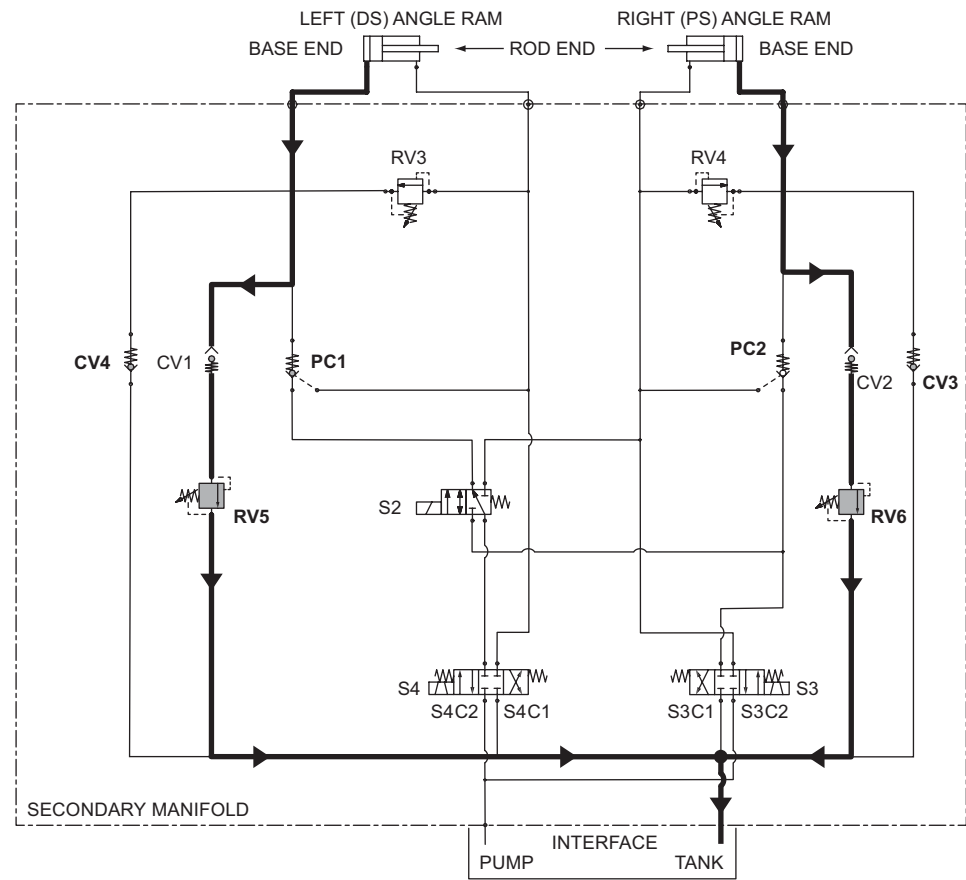 LEFT (DS) ANGLE RAM
RIGHT (PS) ANGLE RAM
BASE END
ROD END
BASE END
RV3
RV4
CV4
CV1
PC1
PC2
CV2
CV3
S2
RV5
RV6
S4
S3
S4C2
S4C1
S3C1
S3C2
SECONDARY MANIFOLD
INTERFACE
PUMP
TANK